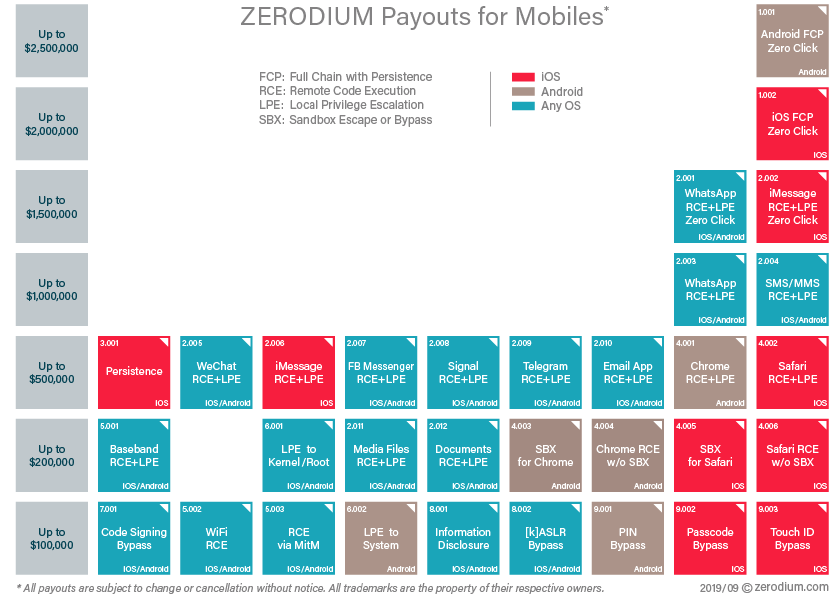 ZERODIUM Payouts for Mobiles*
FCP: Full Chain with Persistence
RCE: Remote Code Execution
LPE: Local Privilege Escalation
SBX: Sandbox Escape or Bypass
iOS
Android
Any OS
Up to
$2,500,000
1.001
Android FCP
Zero Click
Android
Up to
$2,000,000
1.002
iOS FCP
Zero Click
iOS
Up to
$1,500,000
2.001
WhatsApp
RCE+LPE
Zero Click
iOS/Android
2.002
iMessage
RCE+LPE
Zero Click
iOS
Up to
$1,000,000
2.003
WhatsApp
RCE+LPE
iOS/Android
2.004
SMS/MMS
RCE+LPE
iOS/Android
Up to
$500,000
3.001
Persistence
iOS
2.005
WeChat
RCE+LPE
iOS/Android
2.006
iMessage
RCE+LPE
iOS
2.007
FB Messenger
RCE+LPE
iOS/Android
2.008
Signal
RCE+LPE
iOS/Android
2.009
Telegram
RCE+LPE
iOS/Android
2.010
Email App
RCE+LPE
iOS/Android
4.001
Chrome
RCE+LPE
Android
4.002
Safari
RCE+LPE
iOS
Up to
$200,000
5.001
Baseband
RCE+LPE
iOS/Android
6.001
LPE to
Kernel/Root
iOS/Android
2.011
Media Files
RCE+LPE
iOS/Android
2.012
Documents
RCE+LPE
iOS/Android
4.003
SBX
for Chrome
Android
4.004
Chrome RCE
w/o SBX
Android
4.005
SBX
for Safari
iOS
4.006
Safari RCE
w/o SBX
iOS
Up to
$100,000
7.001
Code Signing
Bypass
iOS/Android
5.002
WiFi
RCE
iOS/Android
5.003
RCE
via MitM
iOS/Android
6.002
LPE to
System
Android
8.001
Information
Disclosure
iOS/Android
8.002
[k]ASLR
Bypass
iOS/Android
9.001
PIN
Bypass
Android
9.002
Passcode
Bypass
iOS
9.003
Touch ID
Bypass
iOS
* All payouts are subject to change or cancellation without notice. All trademarks are the property of their respective owners.
2019/09 © zerodium.com